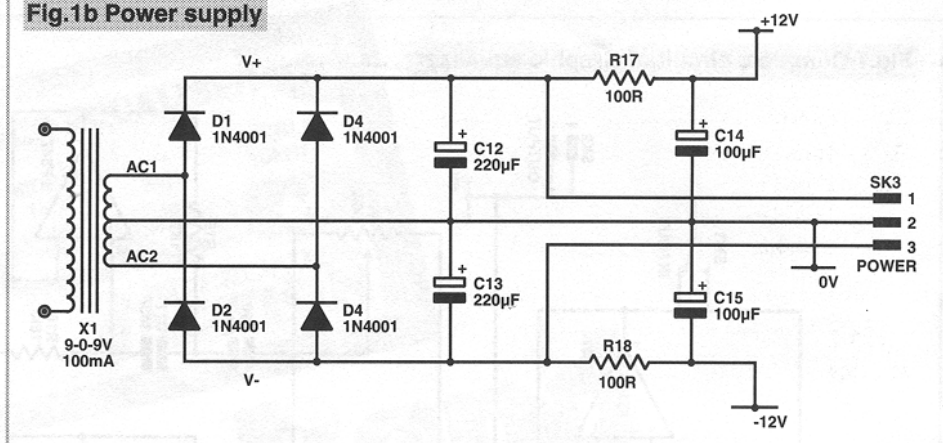 Fig.1b Power supply
+12V
V+
R17
100R
D1
1N4001
D4
1N4001
C12
220µF
C14
100µF
AC1
SK3
1
2
3
POWER
0V
AC2
C13
220µF
C15
100µF
D2
1N4001
D4
1N4001
X1
9-0-9V
100mA
R18
100R
V-
-12V